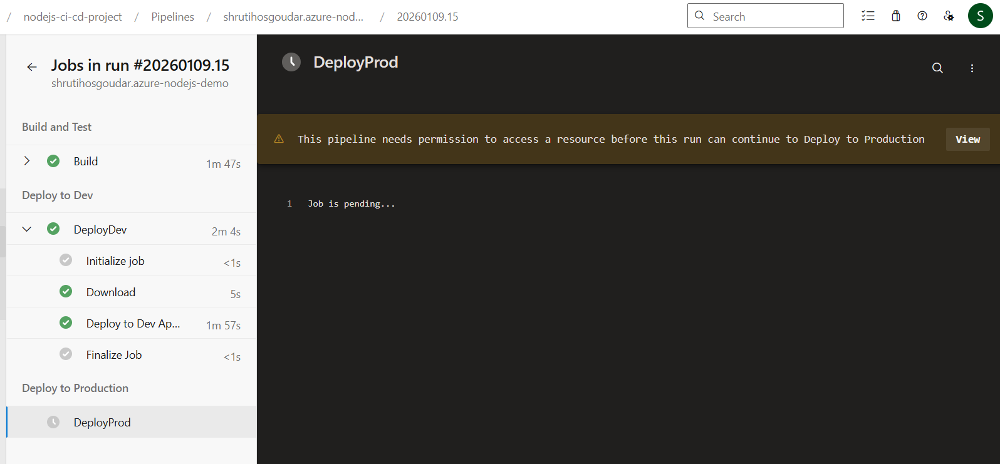 / nodejs-ci-cd-project / Pipelines / shrutihosgoudar.azure-nod... / 20260109.15
Search
S
Jobs in run #20260109.15
shrutihosgoudar.azure-nodejs-demo
Build and Test
Build 1m 47s
Deploy to Dev
DeployDev 2m 4s
Initialize job <1s
Download 5s
Deploy to Dev Ap... 1m 57s
Finalize Job <1s
Deploy to Production
DeployProd
DeployProd
This pipeline needs permission to access a resource before this run can continue to Deploy to Production
View
1 Job is pending...